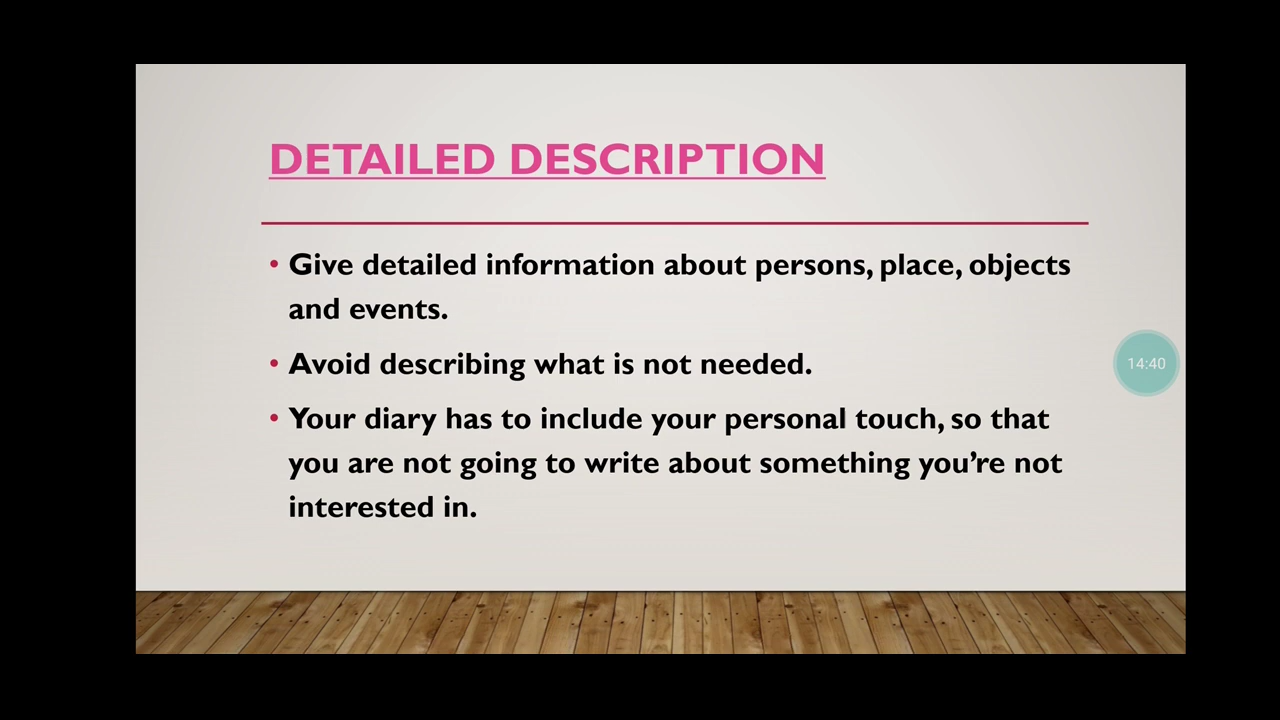 DETAILED DESCRIPTION
• Give detailed information about persons, place, objects
and events.
• Avoid describing what is not needed.
14:40
• Your diary has to include your personal touch, so that
you are not going to write about something you’re not
interested in.